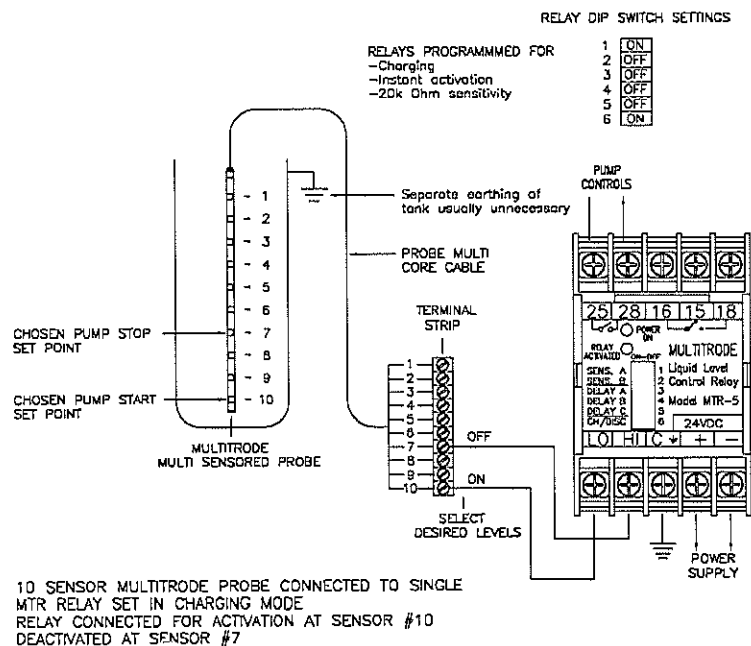 RELAY DIP SWITCH SETTINGS
1 ON
2 OFF
3 OFF
4 OFF
5 OFF
6 ON
RELAYS PROGRAMMMED FOR
-Charging
-Instant activation
-20k Ohm sensitivity
1
2
3
4
5
6
7
8
9
10
Separate earthing of
tank usually unnecessary
PROBE MULTI
CORE CABLE
CHOSEN PUMP STOP
SET POINT
CHOSEN PUMP START
SET POINT
MULTITRODE
MULTI SENSORED PROBE
TERMINAL
STRIP
1
2
3
4
5
6
7
8
9
10
OFF
ON
SELECT
DESIRED LEVELS
PUMP
CONTROLS
25 28 16 15 18
POWER
ON
RELAY
ACTIVATED
ON-OFF
MULTITRODE
Liquid Level
Control Relay
Model MTR-5
SENS. A 1
SENS. B 2
DELAY A 3
DELAY B 4
DELAY C 5
CH/DISC 6
24VDC
LO HI C + -
POWER
SUPPLY
10 SENSOR MULTITRODE PROBE CONNECTED TO SINGLE
MTR RELAY SET IN CHARGING MODE
RELAY CONNECTED FOR ACTIVATION AT SENSOR #10
DEACTIVATED AT SENSOR #7